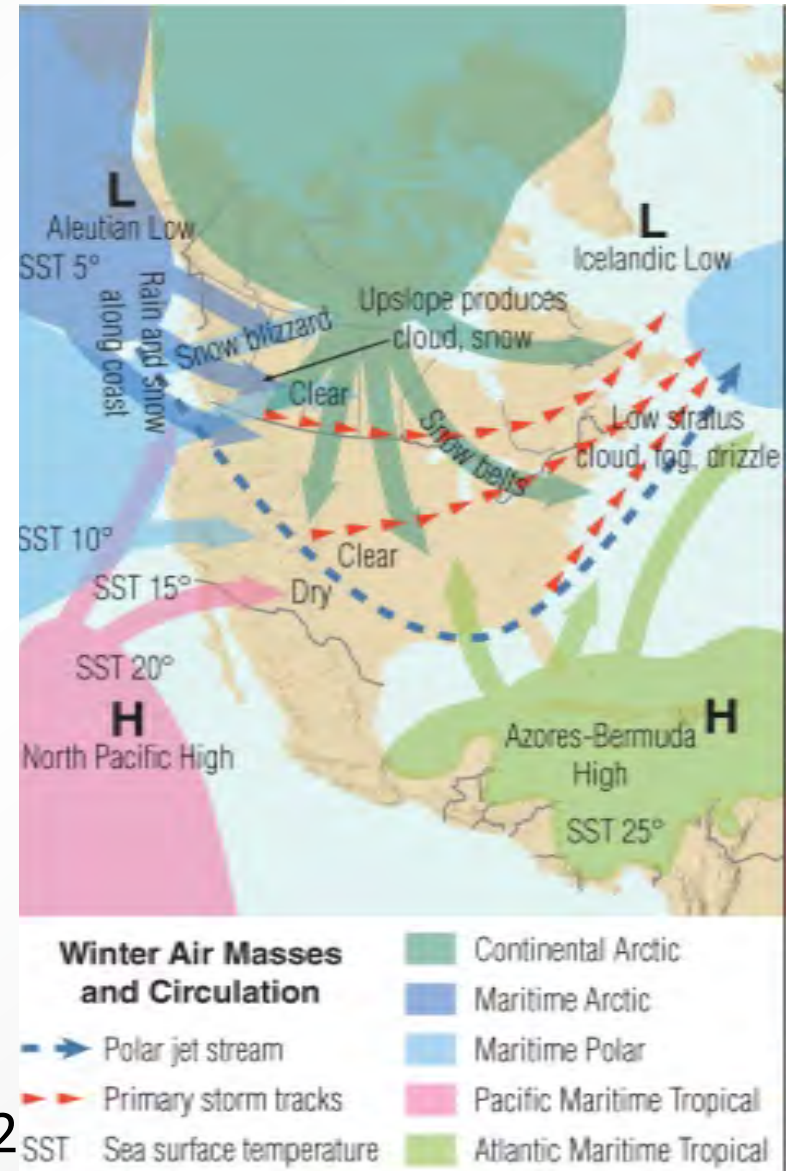 L
Aleutian Low
SST 5°
Rain and snow
along coast
Snow blizzard
Upslope produces
cloud, snow
L
Icelandic Low
Clear
Snow belts
Low stratus
cloud, fog, drizzle
SST 10°
Clear
SST 15°
Dry
SST 20°
H
North Pacific High
H
Azores-Bermuda
High
SST 25°
Winter Air Masses
and Circulation
Polar jet stream
Primary storm tracks
SST Sea surface temperature
Continental Arctic
Maritime Arctic
Maritime Polar
Pacific Maritime Tropical
Atlantic Maritime Tropical
2